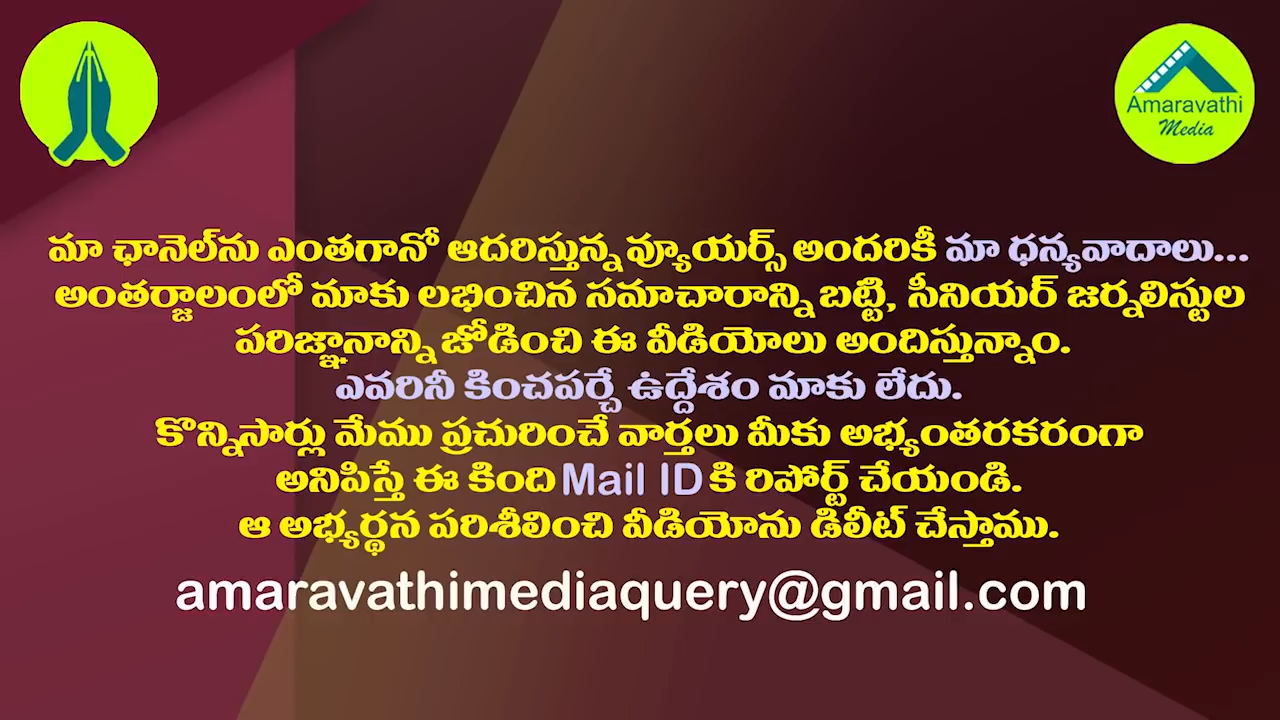 Amaravathi
Media
మా ఛానెల్‌ను ఎంతగానో ఆదరిస్తున్న వ్యూయర్స్ అందరికీ మా ధన్యవాదాలు...
అంతర్జాలంలో మాకు లభించిన సమాచారాన్ని బట్టి, సీనియర్ జర్నలిస్టుల
పరిజ్ఞానాన్ని జోడించి ఈ వీడియోలు అందిస్తున్నాం.
ఎవరినీ కించపర్చే ఉద్దేశం మాకు లేదు.
కొన్నిసార్లు మేము ప్రచురించే వార్తలు మీకు అభ్యంతరకరంగా
అనిపిస్తే ఈ కింది Mail ID కి రిపోర్ట్ చేయండి.
ఆ అభ్యర్థన పరిశీలించి వీడియోను డిలీట్ చేస్తాము.
amaravathimediaquery@gmail.com